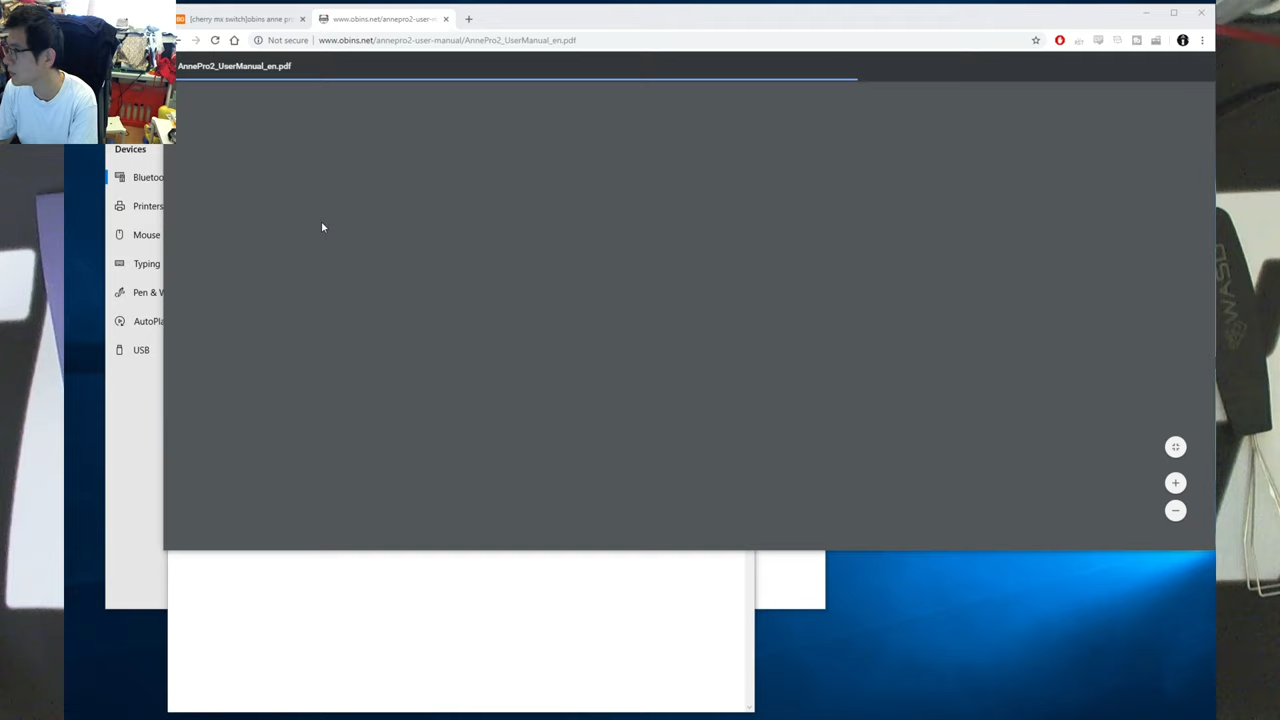 [cherry mx switch]obins anne pr
www.obins.net/annepro2-user-m
Not secure
www.obins.net/annepro2-user-manual/AnnePro2_UserManual_en.pdf
AnnePro2_UserManual_en.pdf
Devices
Bluetoo
Printers
Mouse
Typing
Pen & W
AutoPla
USB
WASD